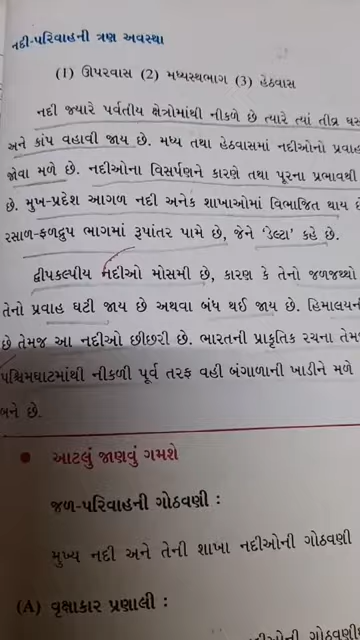 નદી-પરિવાહની ત્રણ અવસ્થા
(1) ઊપરવાસ (2) મધ્યસ્થભાગ (3) હેઠવાસ
નદી જ્યારે પર્વતીય ક્ષેત્રોમાંથી નીકળે છે ત્યારે ત્યાં તીવ્ર
અને કાંપ વહાવી જાય છે. મધ્ય તથા હેઠવાસમાં નદીઓનો પ્રવાહ
જોવા મળે છે. નદીઓના વિસર્પણને કારણે તથા પૂરના પ્રભાવથી
છે. મુખ-પ્રદેશ આગળ નદી અનેક શાખાઓમાં વિભાજિત થાય છે
રસાળ-ફળદ્રુપ ભાગમાં રૂપાંતર પામે છે, જેને 'ડેલ્ટા' કહે છે.
દ્વીપકલ્પીય નદીઓ મોસમી છે, કારણ કે તેનો જળજથ્થો
તેનો પ્રવાહ ઘટી જાય છે અથવા બંધ થઈ જાય છે. હિમાલયની
છે તેમજ આ નદીઓ છીછરી છે. ભારતની પ્રાકૃતિક રચના તેમજ
પશ્ચિમઘાટમાંથી નીકળી પૂર્વ તરફ વહી બંગાળાની ખાડીને મળે
બને છે.
• આટલું જાણવું ગમશે
જળ-પરિવાહની ગોઠવણી :
મુખ્ય નદી અને તેની શાખા નદીઓની ગોઠવણી
(A) વૃક્ષાકાર પ્રણાલી :